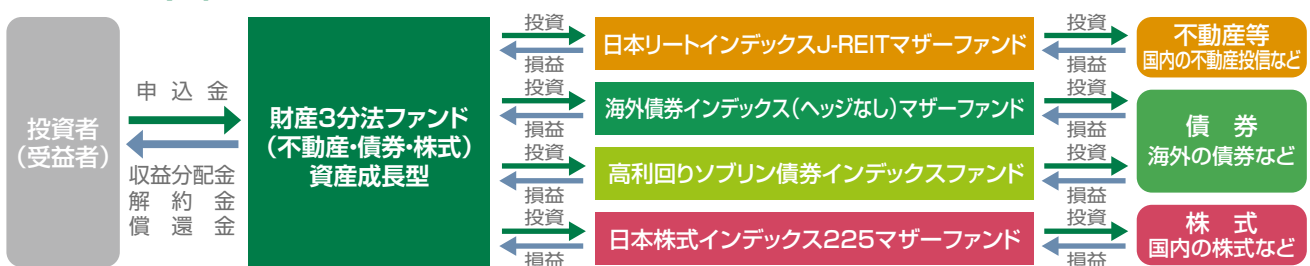 投資者
(受益者)
申込金
収益分配金
解約金
償還金
財産3分法ファンド
(不動産・債券・株式)
資産成長型
投資
損益
日本リートインデックスJ-REITマザーファンド
投資
損益
不動産等
国内の不動産投信など
投資
損益
海外債券インデックス(ヘッジなし)マザーファンド
投資
損益
債券
海外の債券など
投資
損益
高利回りソブリン債券インデックスファンド
投資
損益
投資
損益
日本株式インデックス225マザーファンド
投資
損益
株式
国内の株式など